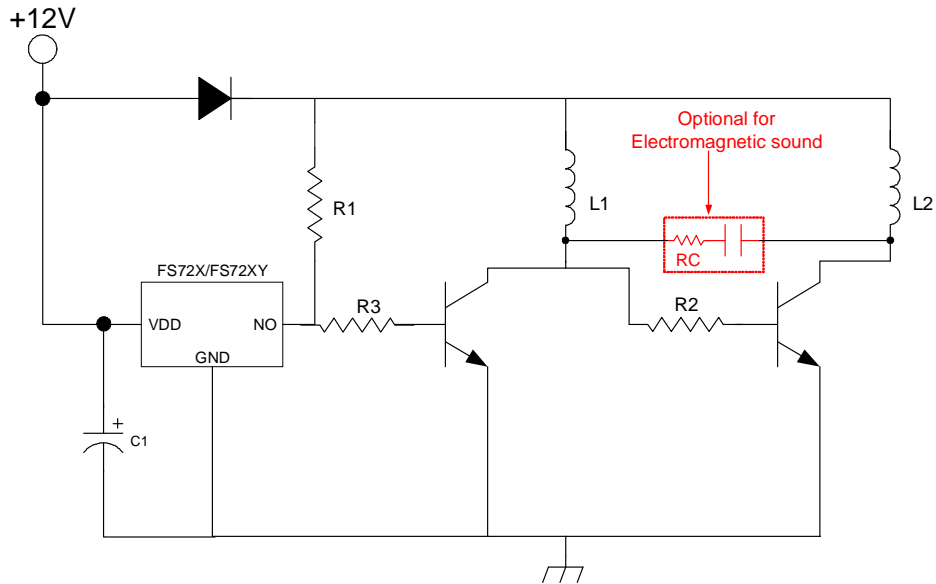 +12V
Optional for
Electromagnetic sound
R1
L1
L2
RC
FS72X/FS72XY
R3
R2
VDD
NO
GND
+
C1